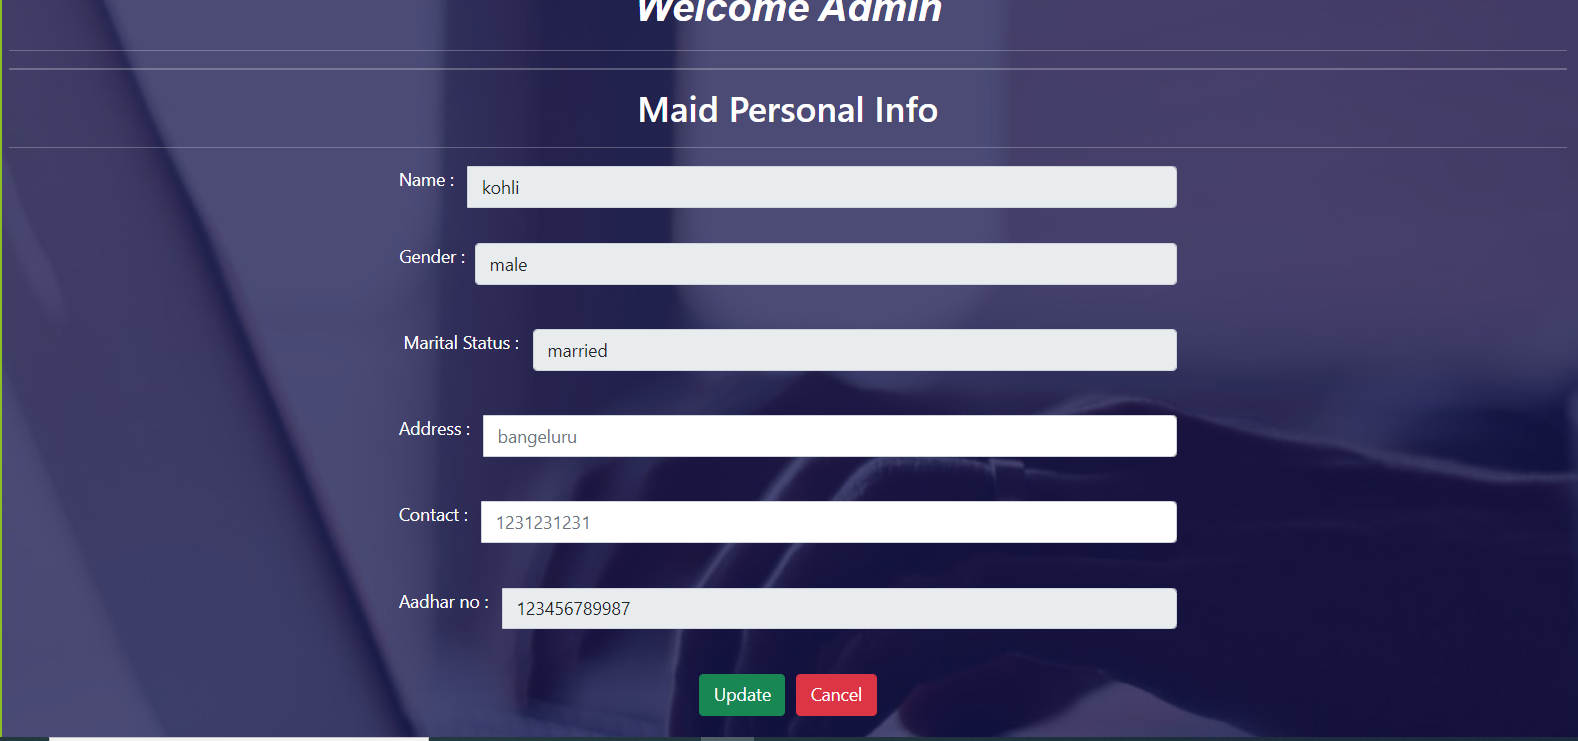 Welcome Admin
Maid Personal Info
Name : kohli
Gender : male
Marital Status : married
Address : bangeluru
Contact : 1231231231
Aadhar no : 123456789987
Update Cancel